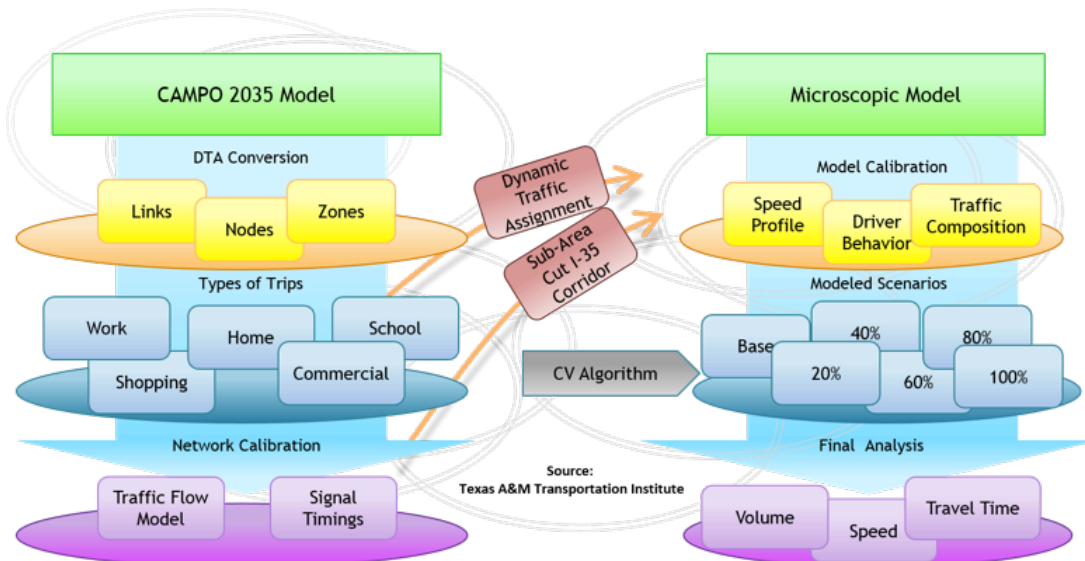 CAMPO 2035 Model
DTA Conversion
Links
Nodes
Zones
Types of Trips
Work
Home
School
Shopping
Commercial
Network Calibration
Traffic Flow
Model
Signal
Timings
Dynamic
Traffic
Assignment
Sub-Area
Cut I-35
Corridor
CV Algorithm
Source:
Texas A&M Transportation Institute
Microscopic Model
Model Calibration
Speed
Profile
Driver
Behavior
Traffic
Composition
Modeled Scenarios
Base
40%
80%
20%
60%
100%
Final Analysis
Volume
Speed
Travel Time